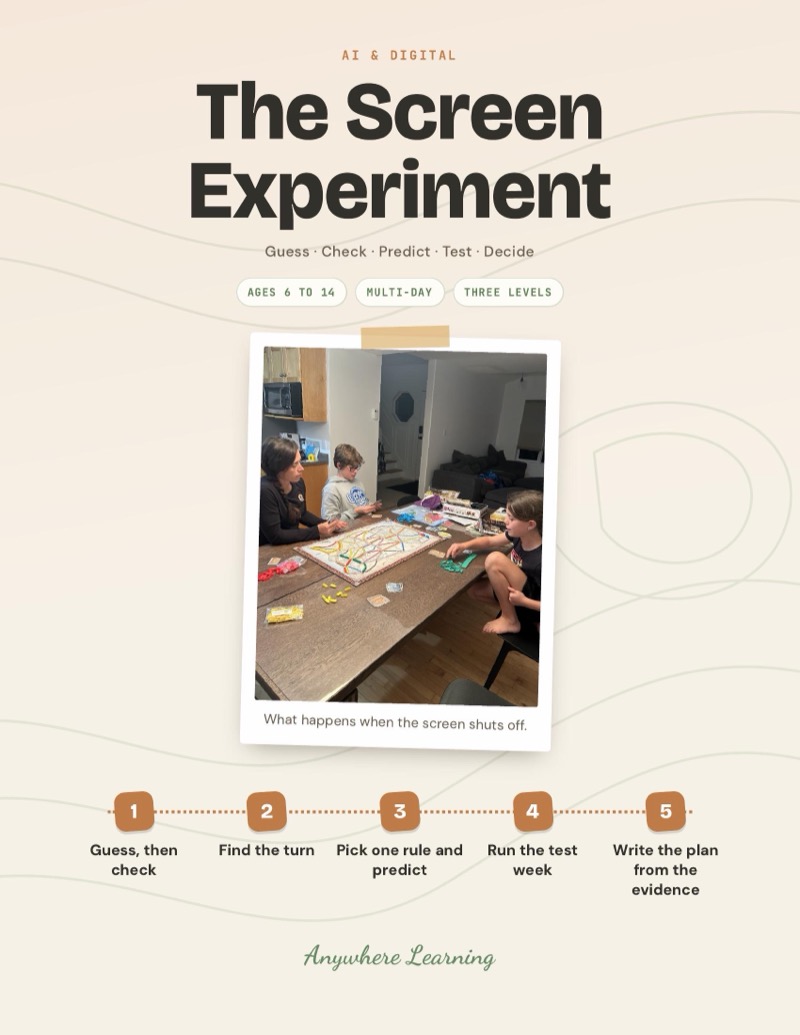 AI & DIGITAL
The Screen
Experiment
Guess · Check · Predict · Test · Decide
AGES 6 TO 14 MULTI-DAY THREE LEVELS
What happens when the screen shuts off.
1 2 3 4 5
Guess, then
check
Find the turn
Pick one rule and
predict
Run the test
week
Write the plan
from the
evidence
Anywhere Learning